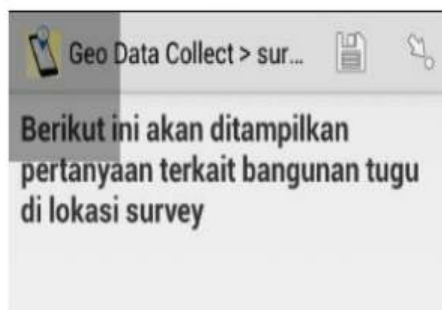 Geo Data Collect > sur...
Berikut ini akan ditampilkan
pertanyaan terkait bangunan tugu
di lokasi survey